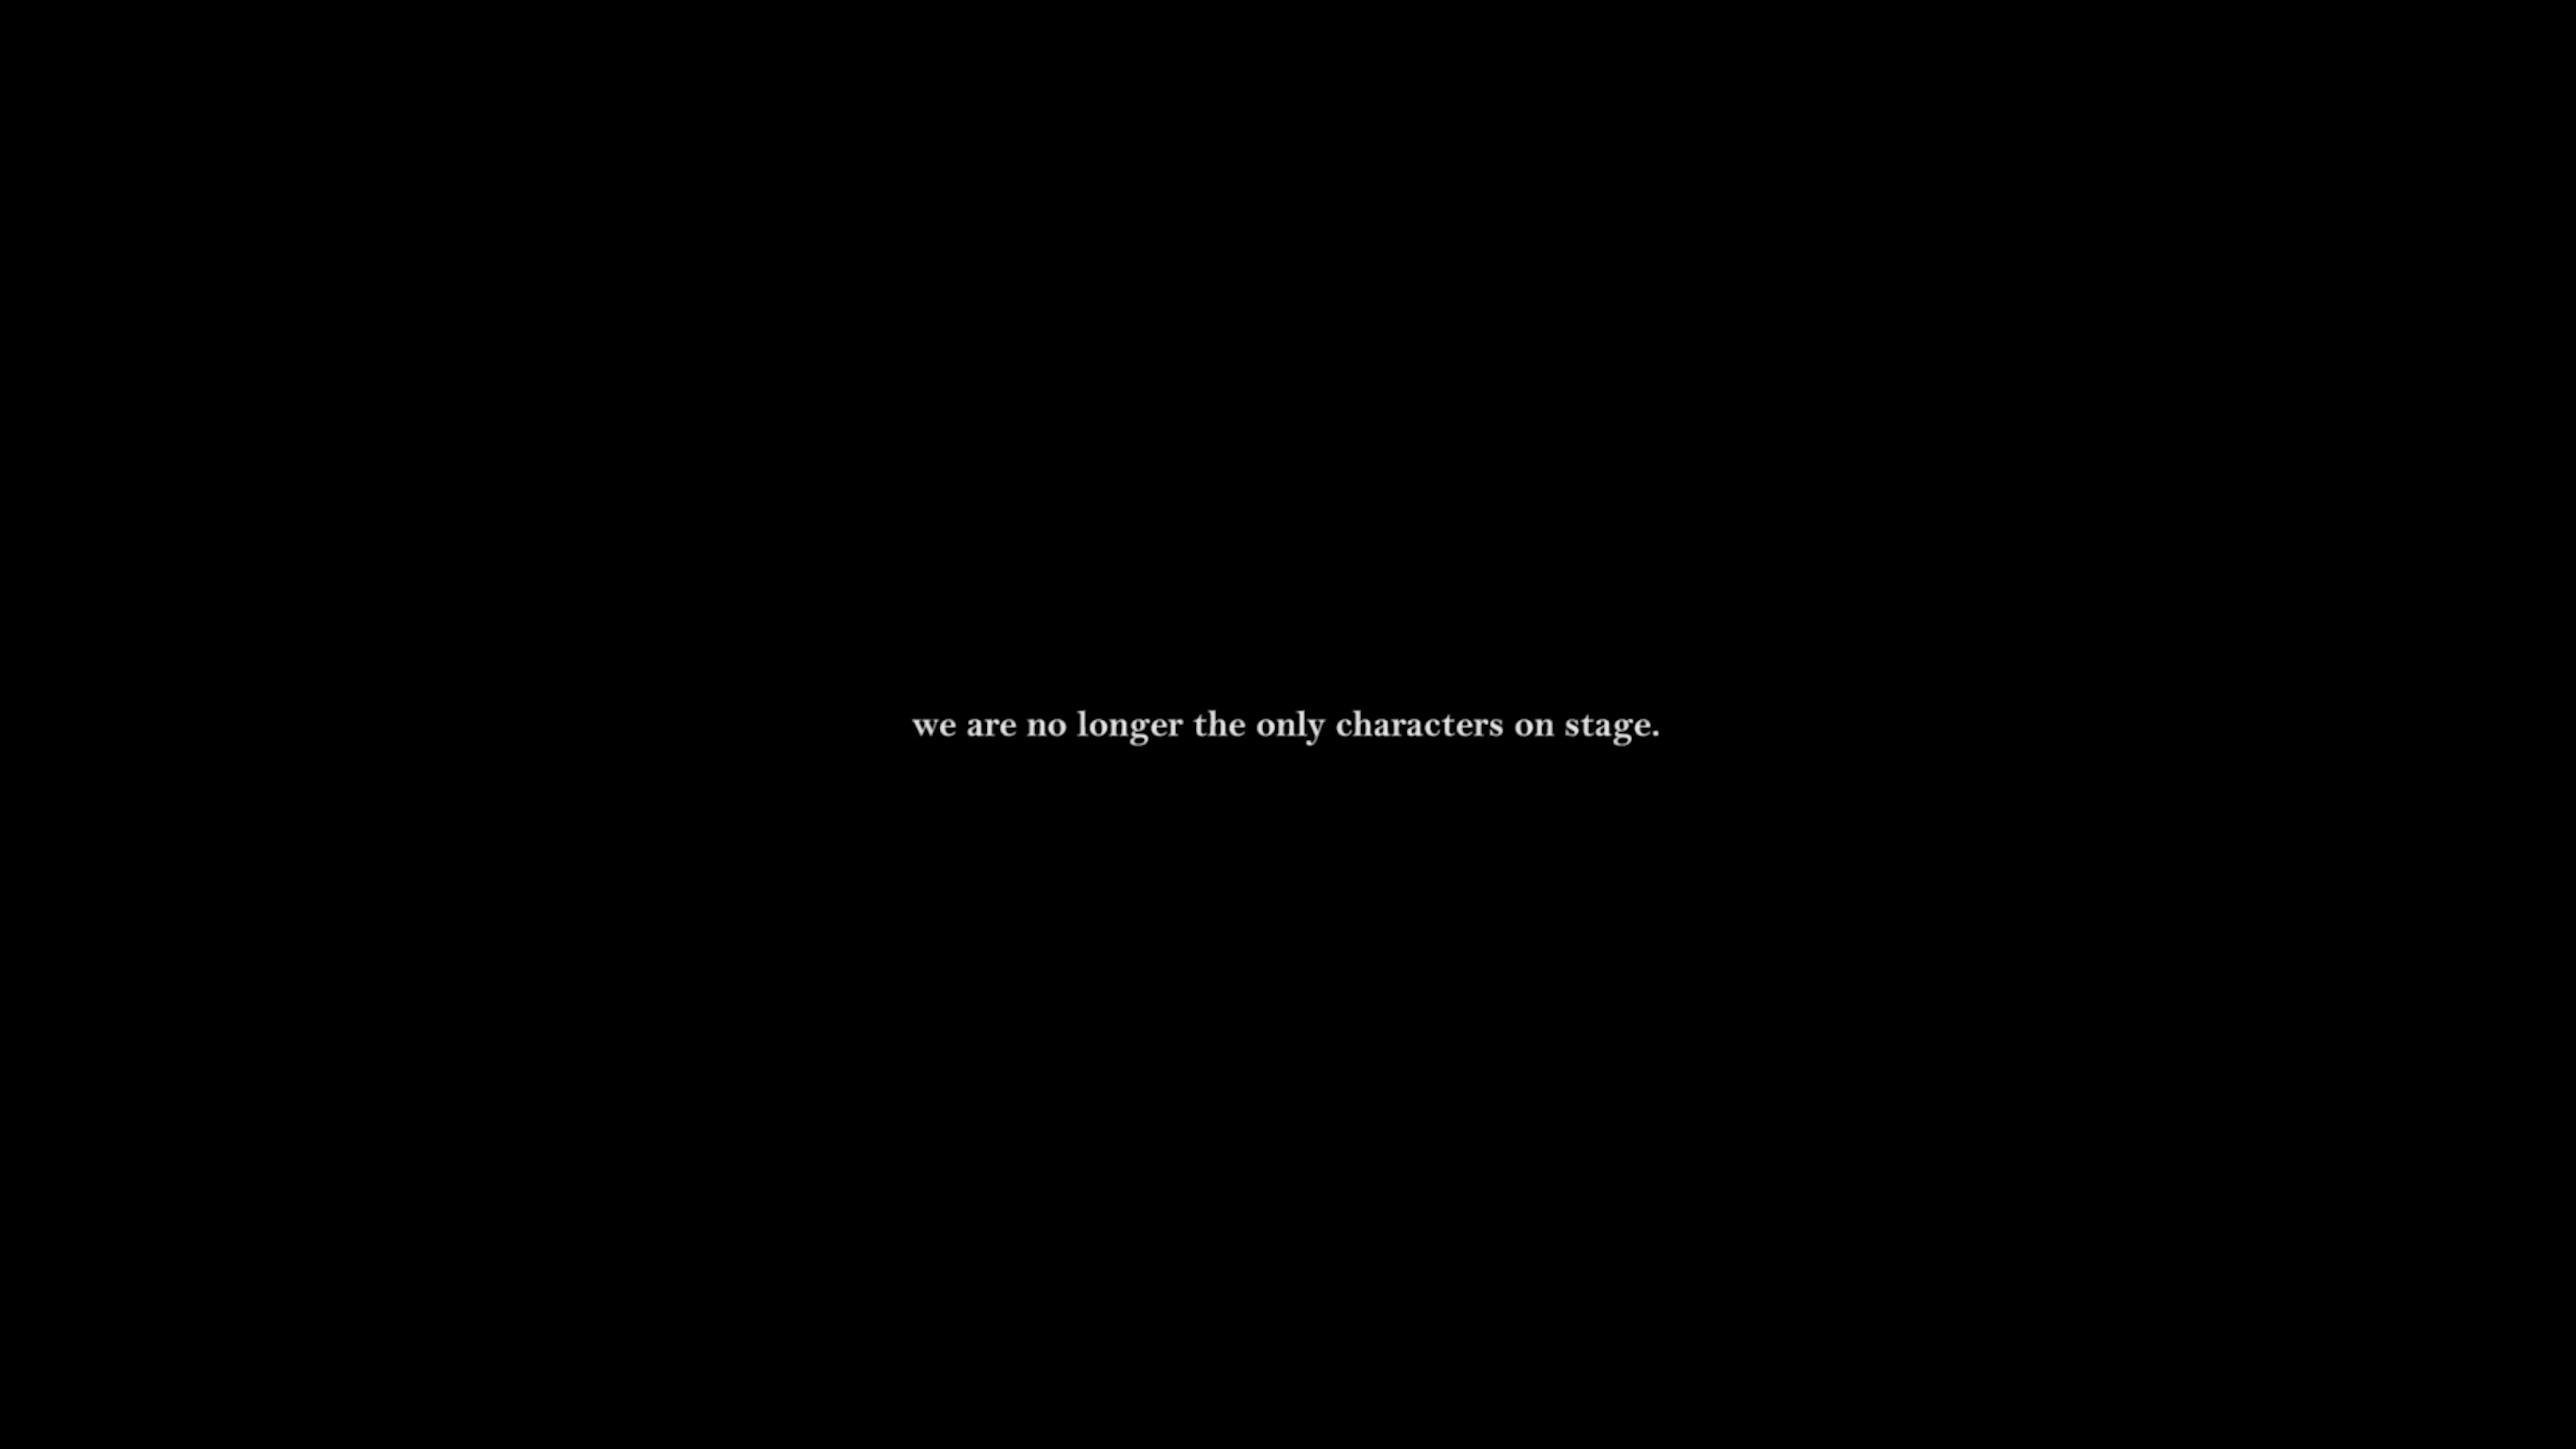 we are no longer the only characters on stage.